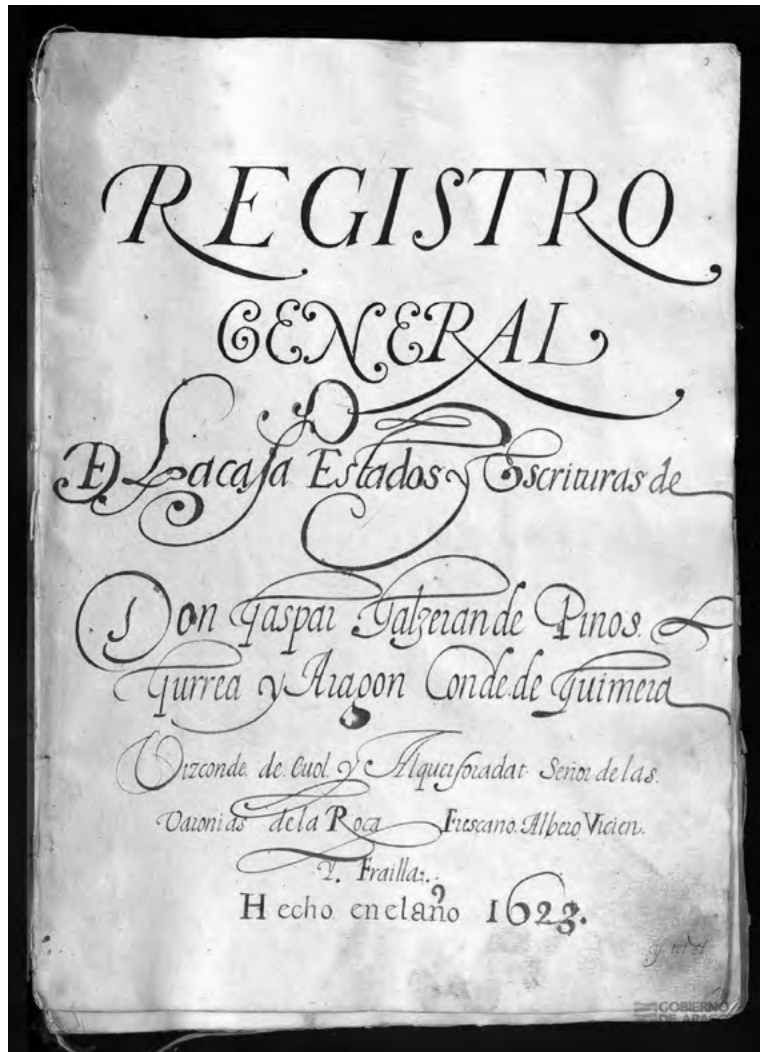 REGISTRO
GENERAL
DE La casa Estados y Escrituras de
Don Gaspar Galzeran de Pinos
Gurrea y Aragon Conde de Guimera
Vizconde de Euol y Alquerforadat Señor de las
Varonias de la Roca Frescano Albero Vicien
Y Frailla
Hecho en el año 1623.
GOBIERNO
DE ARAGON